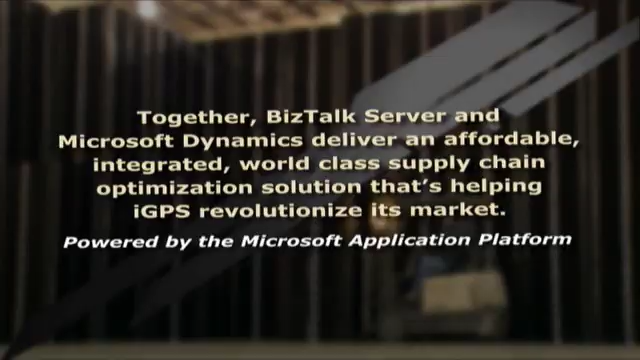 Together, BizTalk Server and
Microsoft Dynamics deliver an affordable,
integrated, world class supply chain
optimization solution that's helping
iGPS revolutionize its market.
Powered by the Microsoft Application Platform